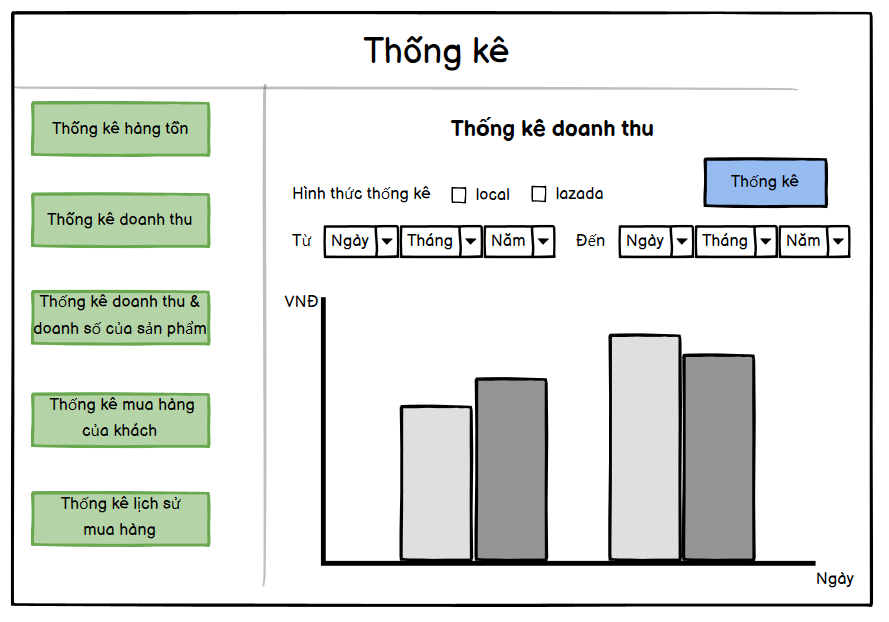 Thống kê
Thống kê hàng tồn
Thống kê doanh thu
Thống kê doanh thu &
doanh số của sản phẩm
Thống kê mua hàng
của khách
Thống kê lịch sử
mua hàng
Thống kê doanh thu
Thống kê
Hình thức thống kê local lazada
Từ Ngày Tháng Năm Đến Ngày Tháng Năm
VNĐ
Ngày